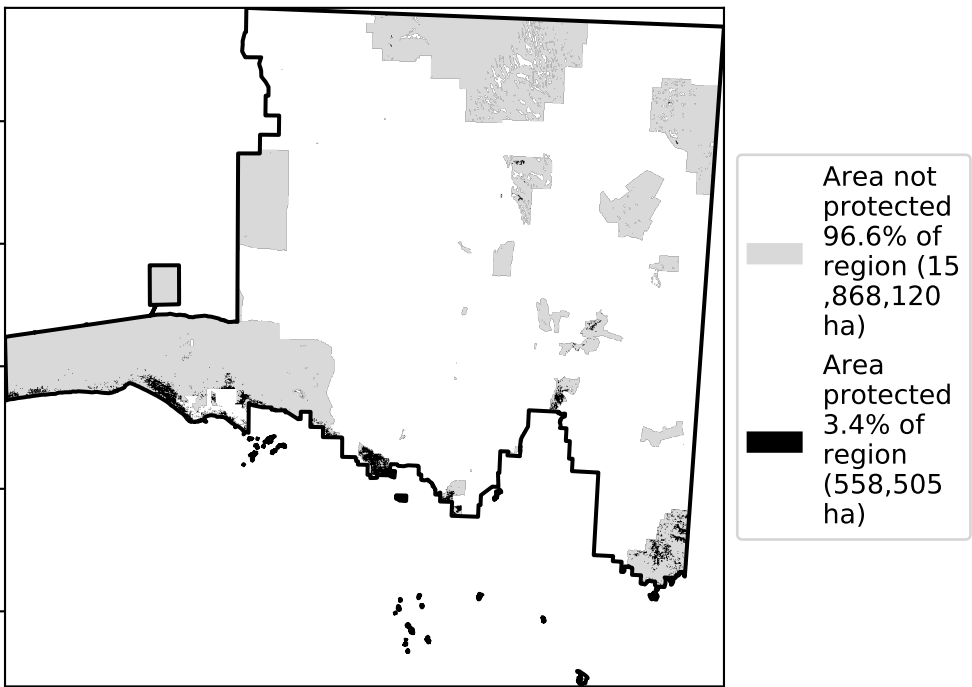 Area not
protected
96.6% of
region (15
,868,120
ha)
Area
protected
3.4% of
region
(558,505
ha)